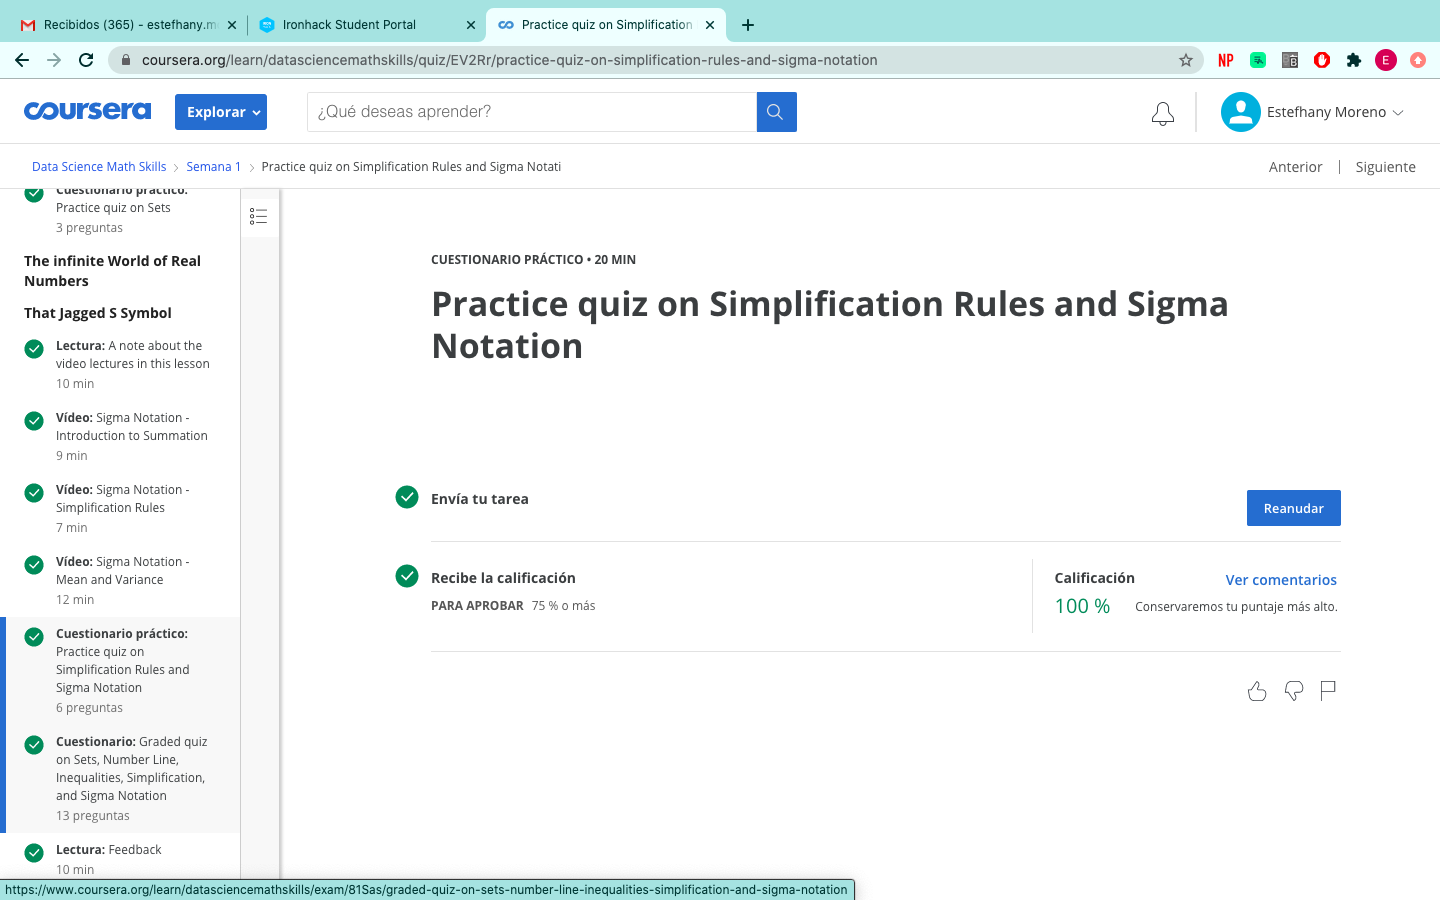 Recibidos (365) - estefhany.m
Ironhack Student Portal
Practice quiz on Simplification
coursera.org/learn/datasciencemathskills/quiz/EV2Rr/practice-quiz-on-simplification-rules-and-sigma-notation
NP
E
coursera
Explorar
¿Qué deseas aprender?
Estefhany Moreno
Data Science Math Skills
Semana 1
Practice quiz on Simplification Rules and Sigma Notati
Anterior
Siguiente
Cuestionario práctico:
Practice quiz on Sets
3 preguntas
The infinite World of Real
Numbers
That Jagged S Symbol
Lectura: A note about the
video lectures in this lesson
10 min
Vídeo: Sigma Notation -
Introduction to Summation
9 min
Vídeo: Sigma Notation -
Simplification Rules
7 min
Vídeo: Sigma Notation -
Mean and Variance
12 min
Cuestionario práctico:
Practice quiz on
Simplification Rules and
Sigma Notation
6 preguntas
Cuestionario: Graded quiz
on Sets, Number Line,
Inequalities, Simplification,
and Sigma Notation
13 preguntas
Lectura: Feedback
10 min
CUESTIONARIO PRÁCTICO • 20 MIN
Practice quiz on Simplification Rules and Sigma
Notation
Envía tu tarea
Reanudar
Recibe la calificación
PARA APROBAR 75 % o más
Calificación
Ver comentarios
100 %
Conservaremos tu puntaje más alto.
https://www.coursera.org/learn/datasciencemathskills/exam/81Sas/graded-quiz-on-sets-number-line-inequalities-simplification-and-sigma-notation